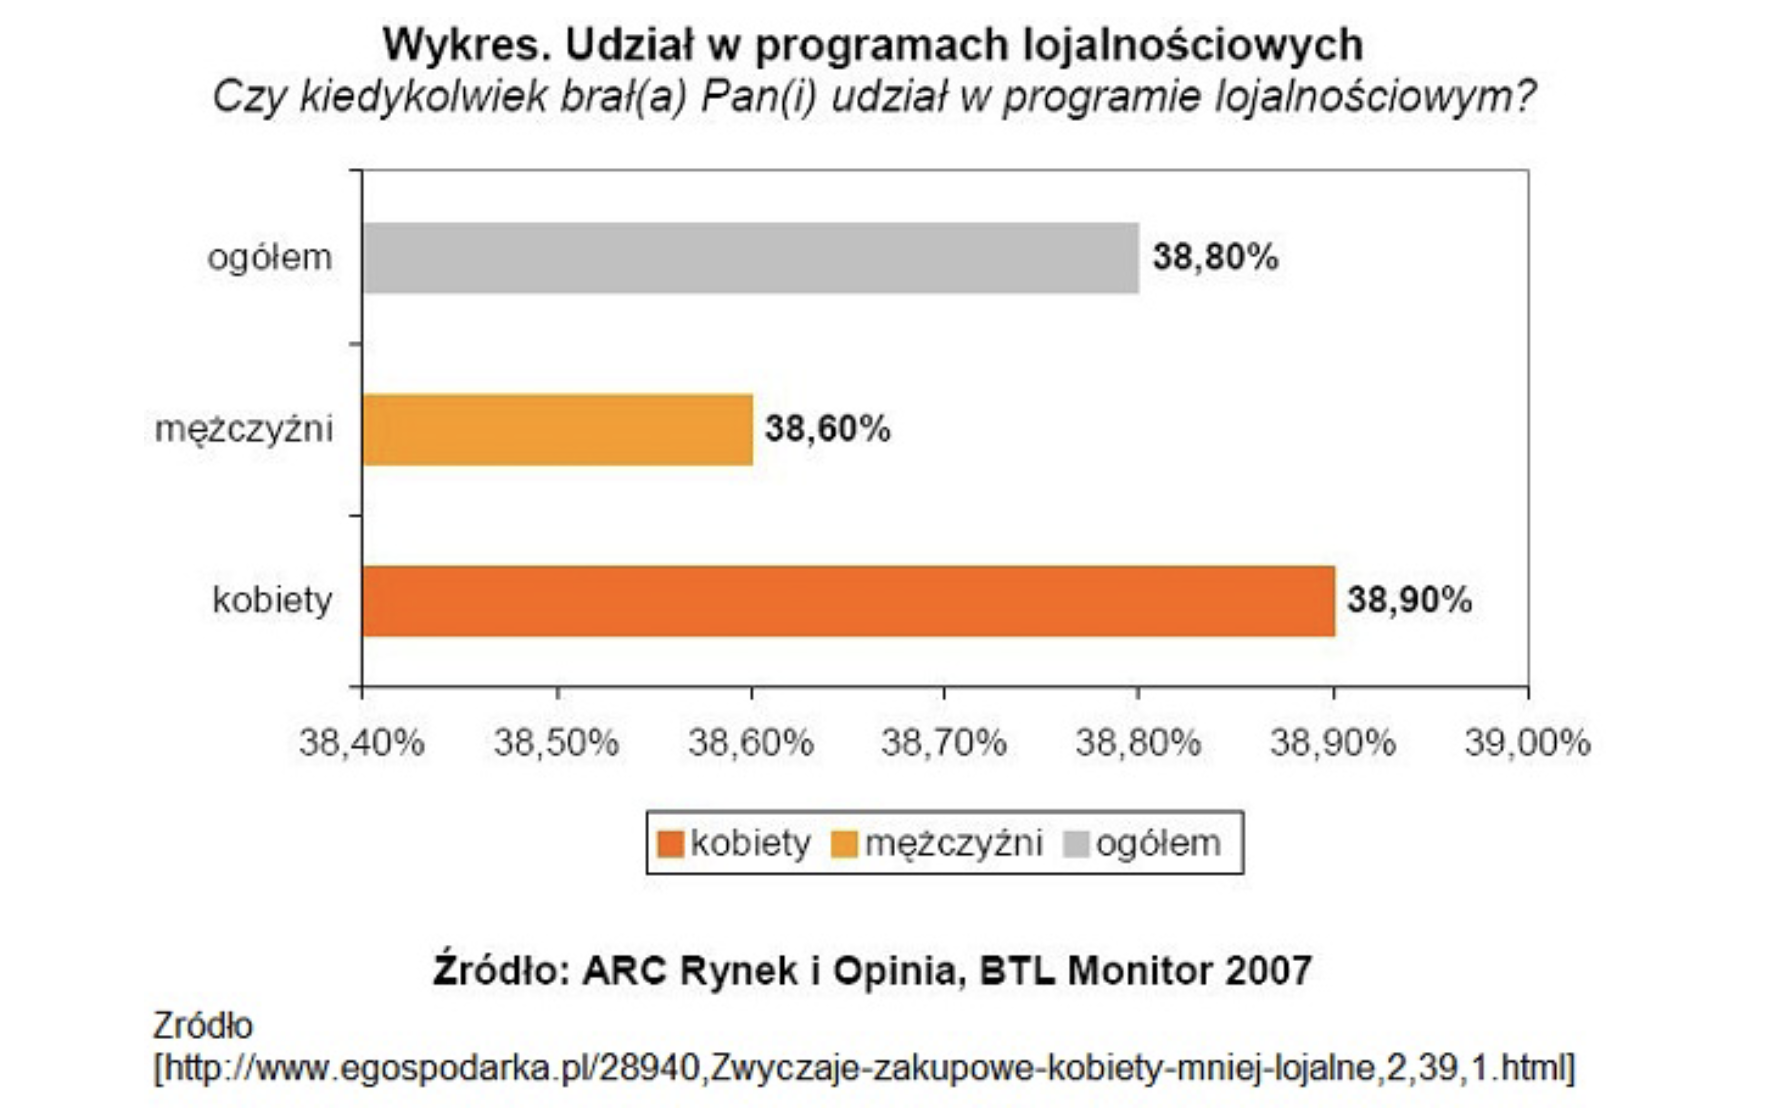 Wykres. Udział w programach lojalnościowych
Czy kiedykolwiek brał(a) Pan(i) udział w programie lojalnościowym?
ogółem
38,80%
mężczyźni
38,60%
kobiety
38,90%
38,40% 38,50% 38,60% 38,70% 38,80% 38,90% 39,00%
kobiety mężczyźni ogółem
Źródło: ARC Rynek i Opinia, BTL Monitor 2007
Zródło
[http://www.egospodarka.pl/28940,Zwyczaje-zakupowe-kobiety-mniej-lojalne,2,39,1.html]